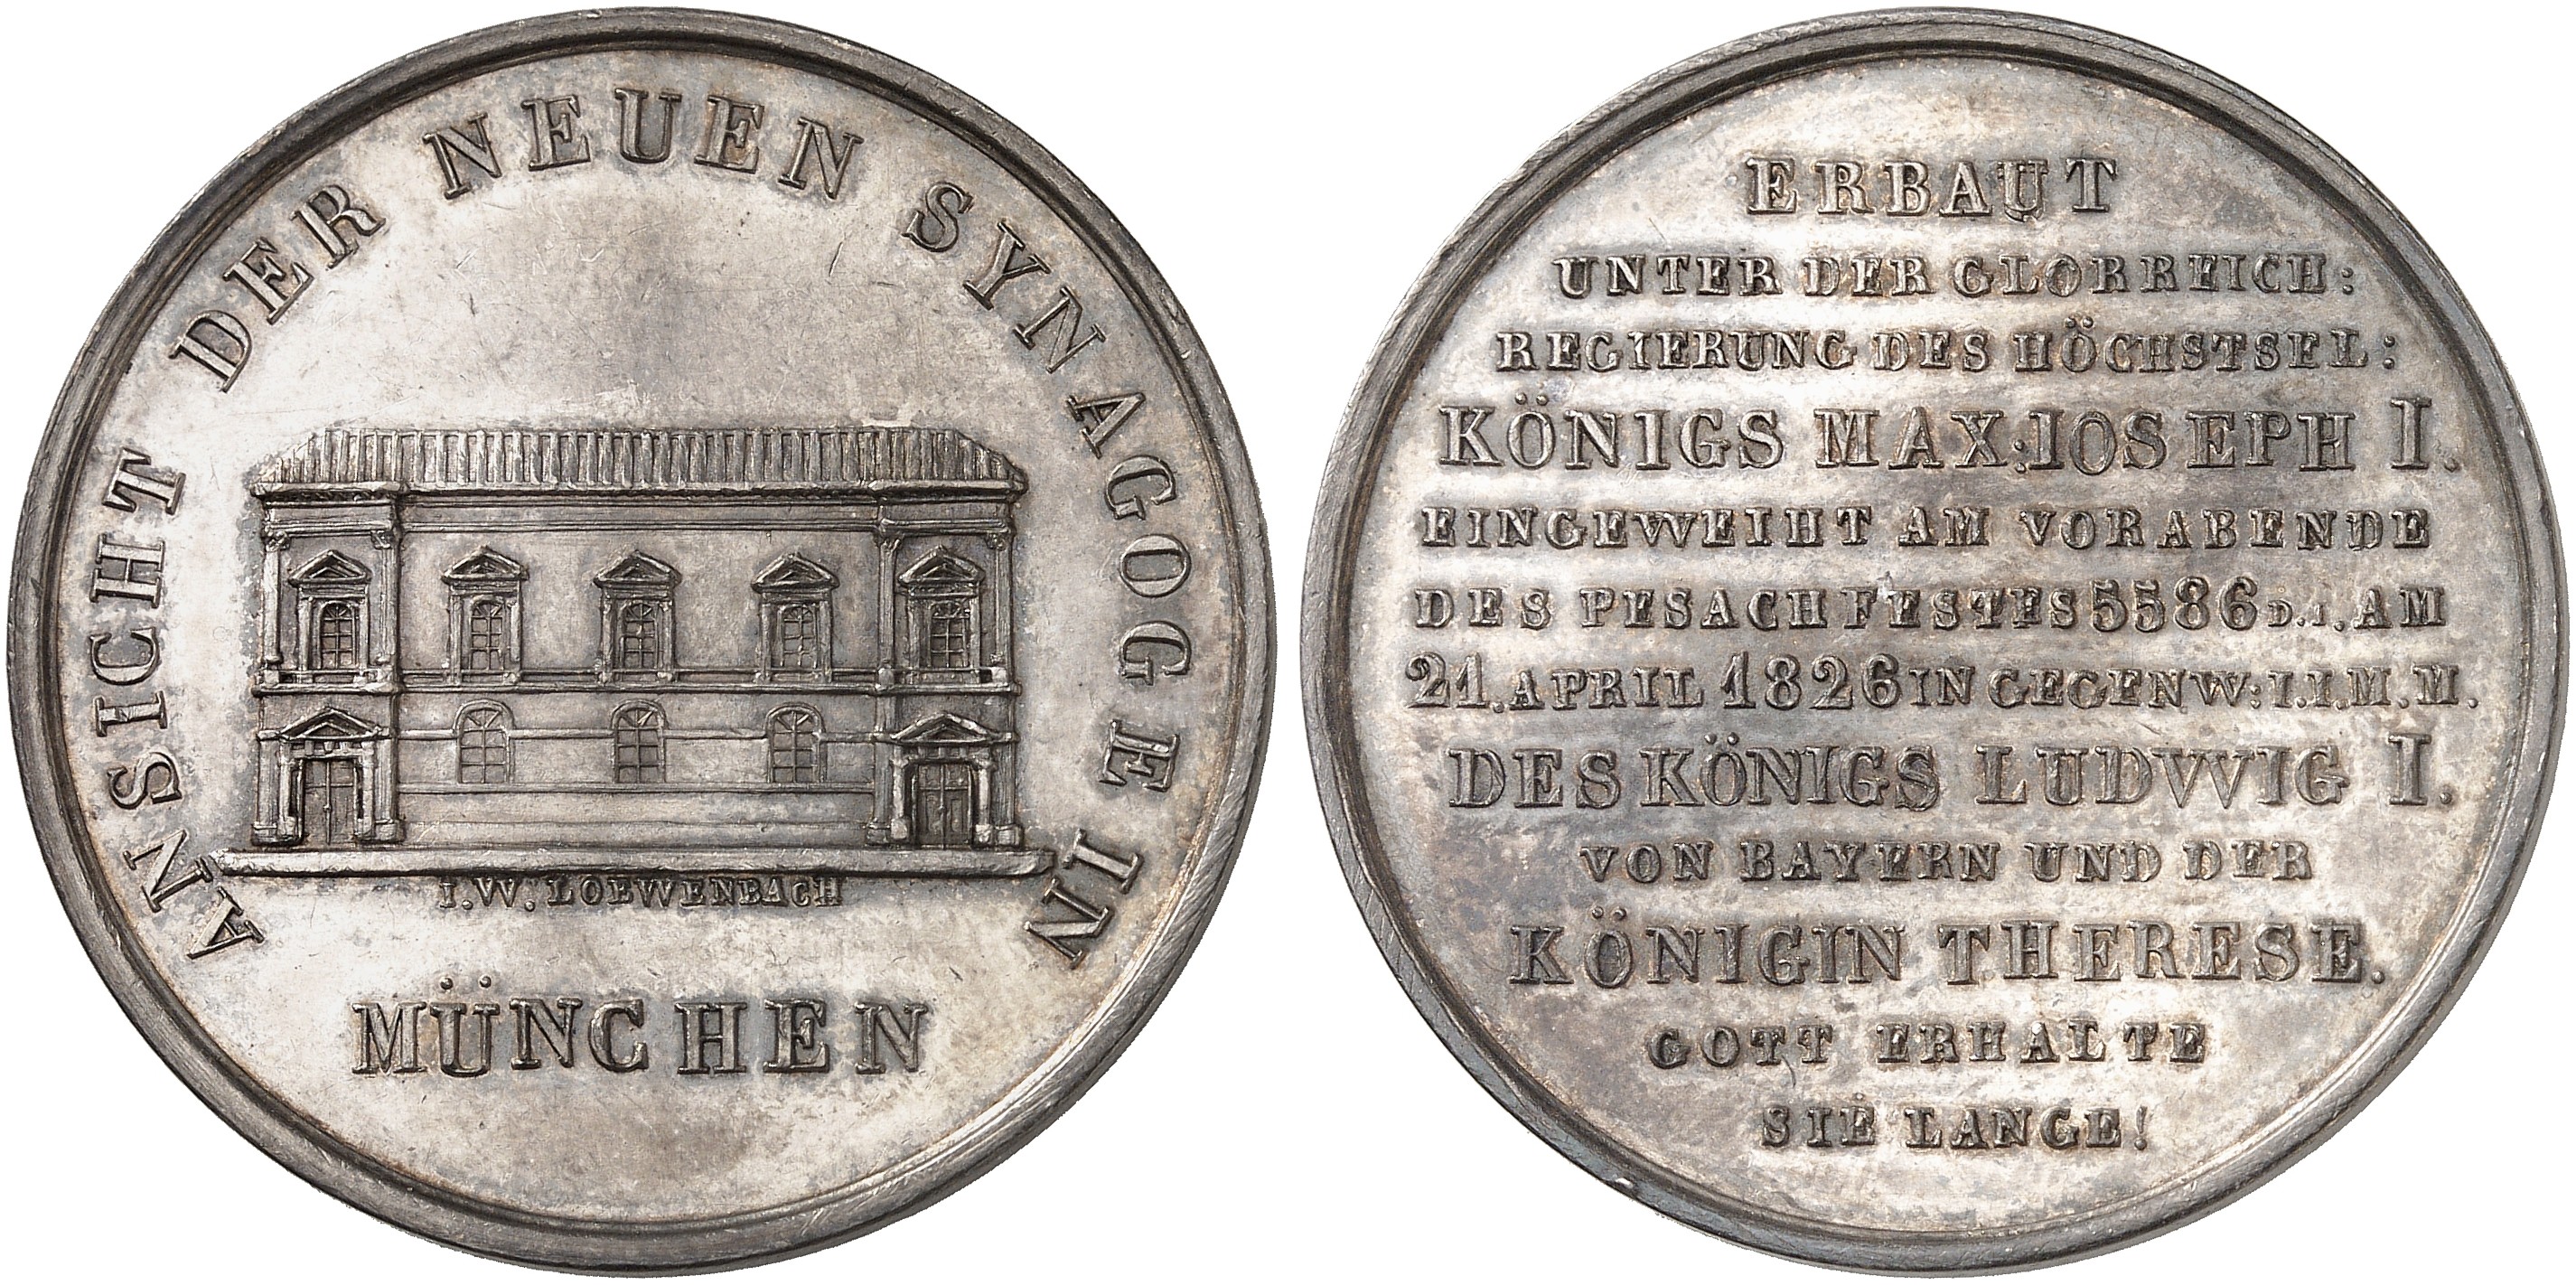 ANSICHT DER NEUEN SYNAGOGE IN
I.W. LOEWENBACH
MÜNCHEN
ERBAUT
UNTER DER GLORREICH:
REGIERUNG DES HÖCHSTSEL:
KÖNIGS MAX:IOSEPH I.
EINGEWEIHT AM VORABENDE
DES PESACHFESTES 5586 D.I. AM
21. APRIL 1826 IN GEGENW: I.I.M.M.
DES KÖNIGS LUDWIG I.
VON BAYERN UND DER
KÖNIGIN THERESE.
GOTT ERHALTE
SIE LANGE!